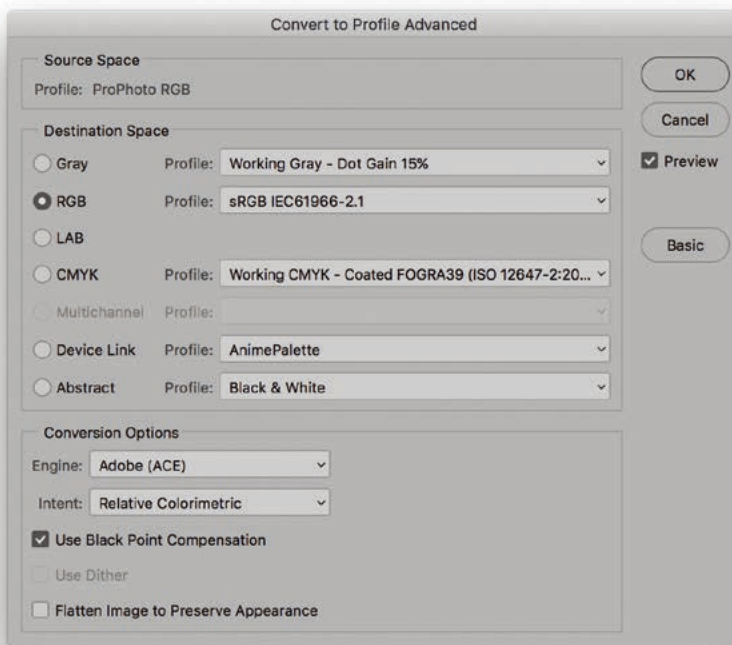 Convert to Profile Advanced
Source Space
Profile: ProPhoto RGB
OK
Cancel
Preview
Basic
Destination Space
Gray Profile: Working Gray - Dot Gain 15%
RGB Profile: sRGB IEC61966-2.1
LAB
CMYK Profile: Working CMYK - Coated FOGRA39 (ISO 12647-2:20...
Multichannel Profile:
Device Link Profile: AnimePalette
Abstract Profile: Black & White
Conversion Options
Engine: Adobe (ACE)
Intent: Relative Colorimetric
Use Black Point Compensation
Use Dither
Flatten Image to Preserve Appearance